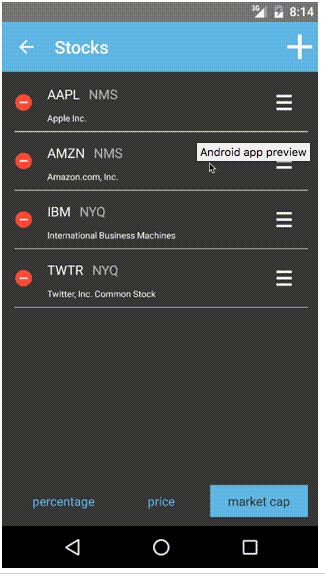 3G 8:14
Stocks
AAPL NMS
Apple Inc.
Android app preview
AMZN NMS
Amazon.com, Inc.
IBM NYQ
International Business Machines
TWTR NYQ
Twitter, Inc. Common Stock
percentage price market cap